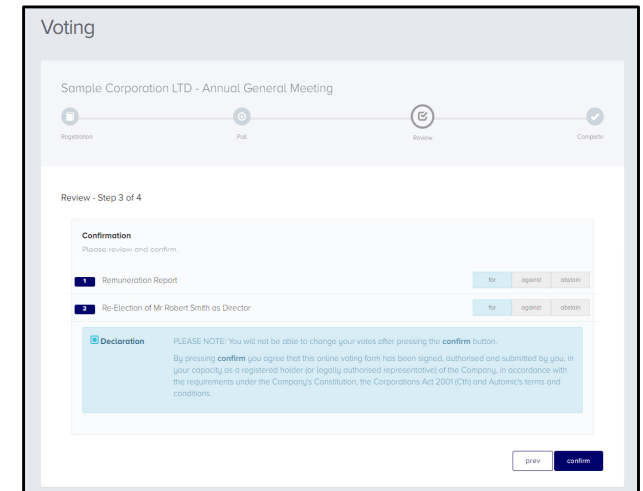 Voting
Sample Corporation LTD - Annual General Meeting
Registration Poll Review Complete
Review - Step 3 of 4
Confirmation
Please review and confirm.
1 Remuneration Report for against abstain
2 Re-Election of Mr Robert Smith as Director for against abstain
Declaration PLEASE NOTE: You will not be able to change your votes after pressing the confirm button.
By pressing confirm you agree that this online voting form has been signed, authorised and submitted by you, in
your capacity as a registered holder (or legally authorised representative) of the Company, in accordance with
the requirements under the Company's Constitution, the Corporations Act 2001 (Cth) and Automic's terms and
conditions.
prev confirm